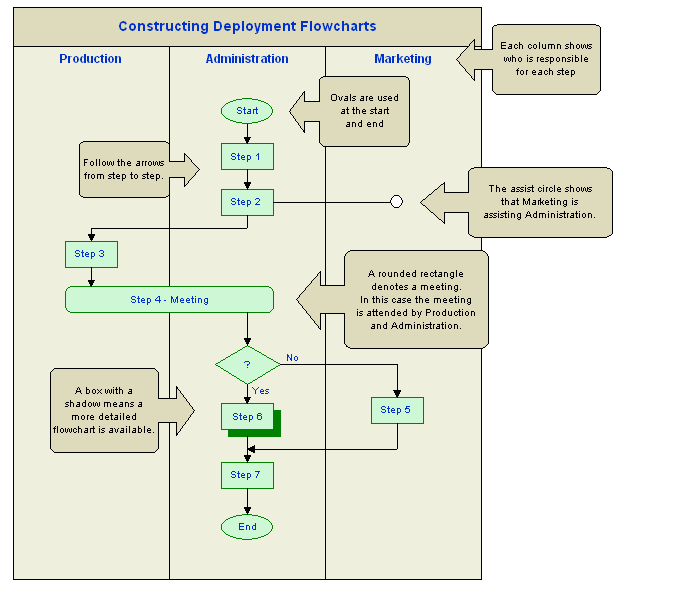 Constructing Deployment Flowcharts
Production
Administration
Marketing
Each column shows
who is responsible
for each step
Ovals are used
at the start
and end
Start
Follow the arrows
from step to step.
Step 1
Step 2
The assist circle shows
that Marketing is
assisting Administration.
Step 3
A rounded rectangle
denotes a meeting.
In this case the meeting
is attended by Production
and Administration.
Step 4 - Meeting
?
No
Yes
A box with a
shadow means a
more detailed
flowchart is available.
Step 6
Step 5
Step 7
End